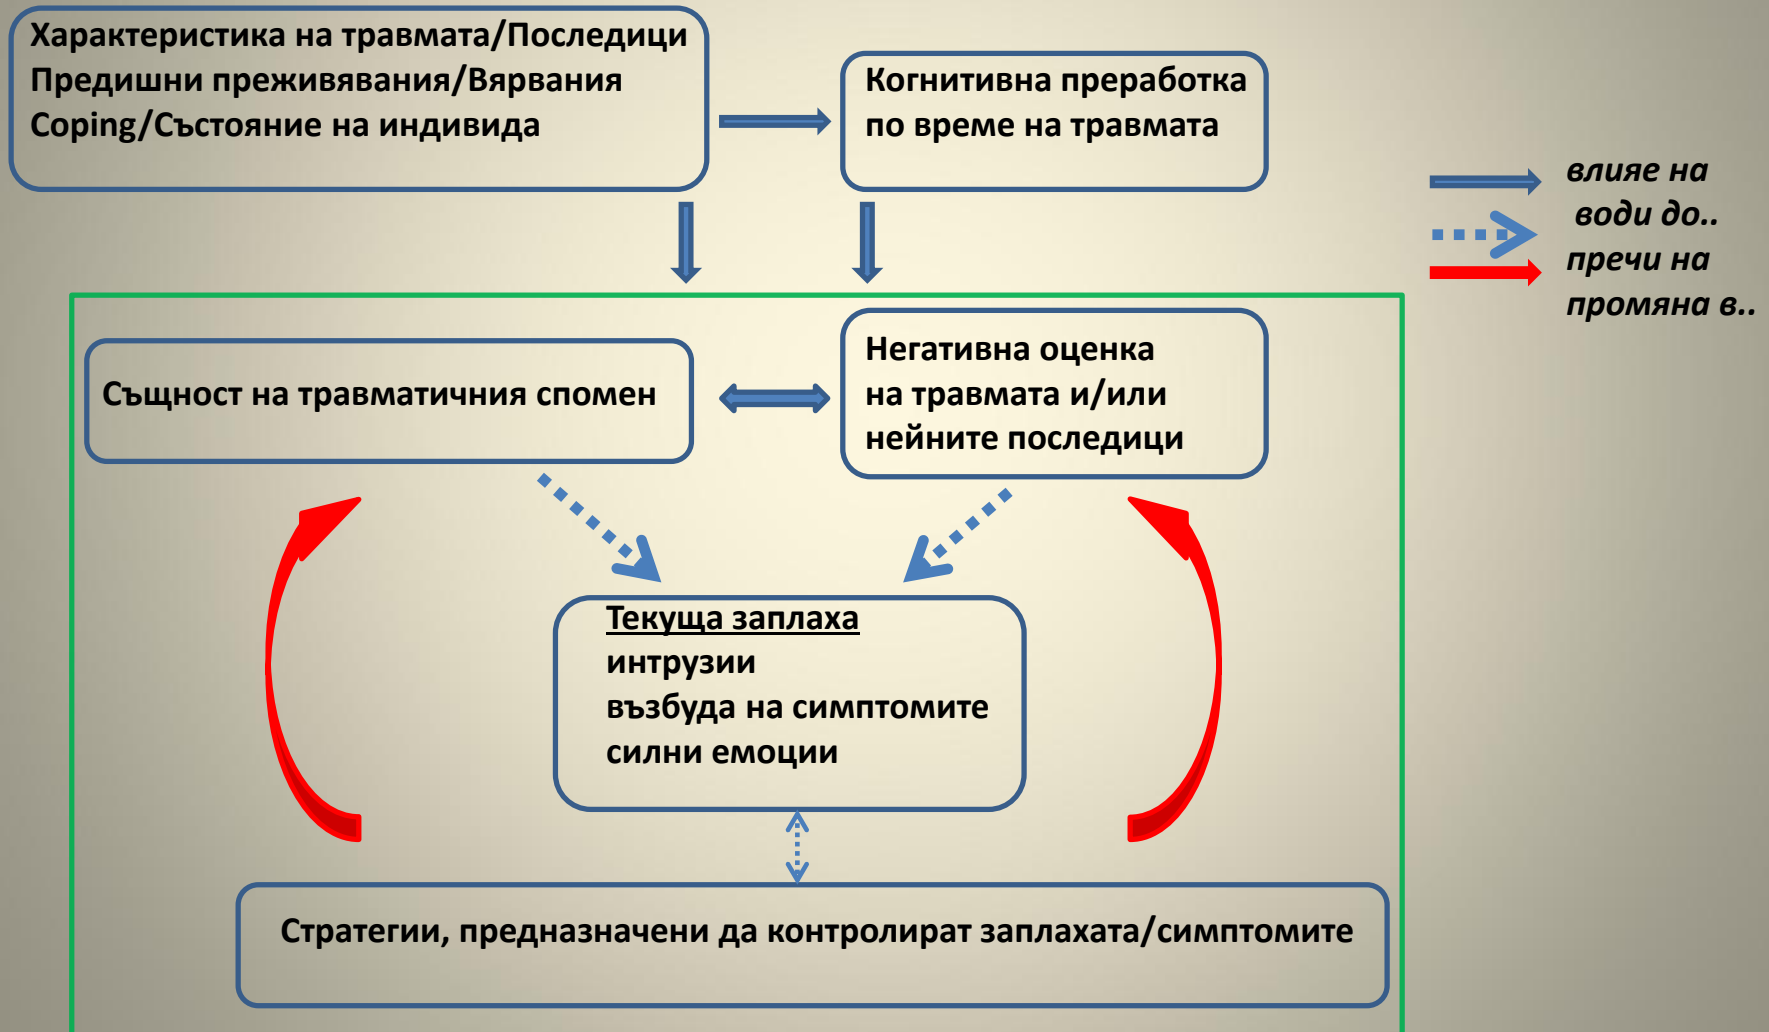 Характеристика на травмата/Последици
Предишни преживявания/Вярвания
Coping/Състояние на индивида
Когнитивна преработка
по време на травмата
влияе на
води до..
пречи на
промяна в..
Същност на травматичния спомен
Негативна оценка
на травмата и/или
нейните последици
Текуща заплаха
интрузии
възбуда на симптомите
силни емоции
Стратегии, предназначени да контролират заплахата/симптомите